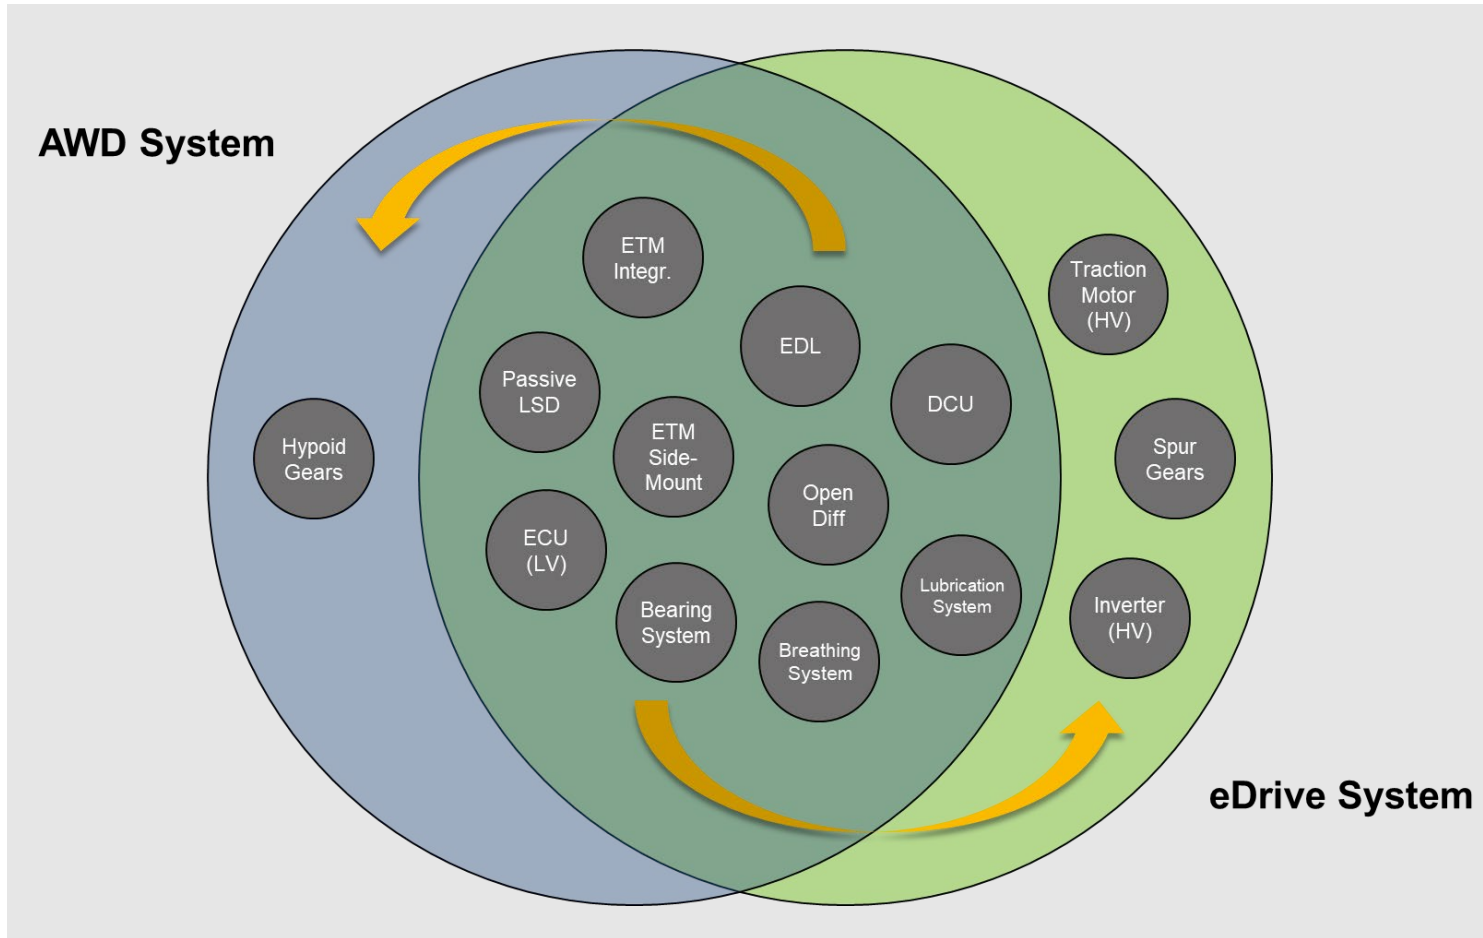 AWD System
ETM
Integr.
Traction
Motor
(HV)
EDL
Passive
LSD
DCU
Hypoid
Gears
ETM
Side-
Mount
Spur
Gears
Open
Diff
ECU
(LV)
Lubrication
System
Bearing
System
Inverter
(HV)
Breathing
System
eDrive System